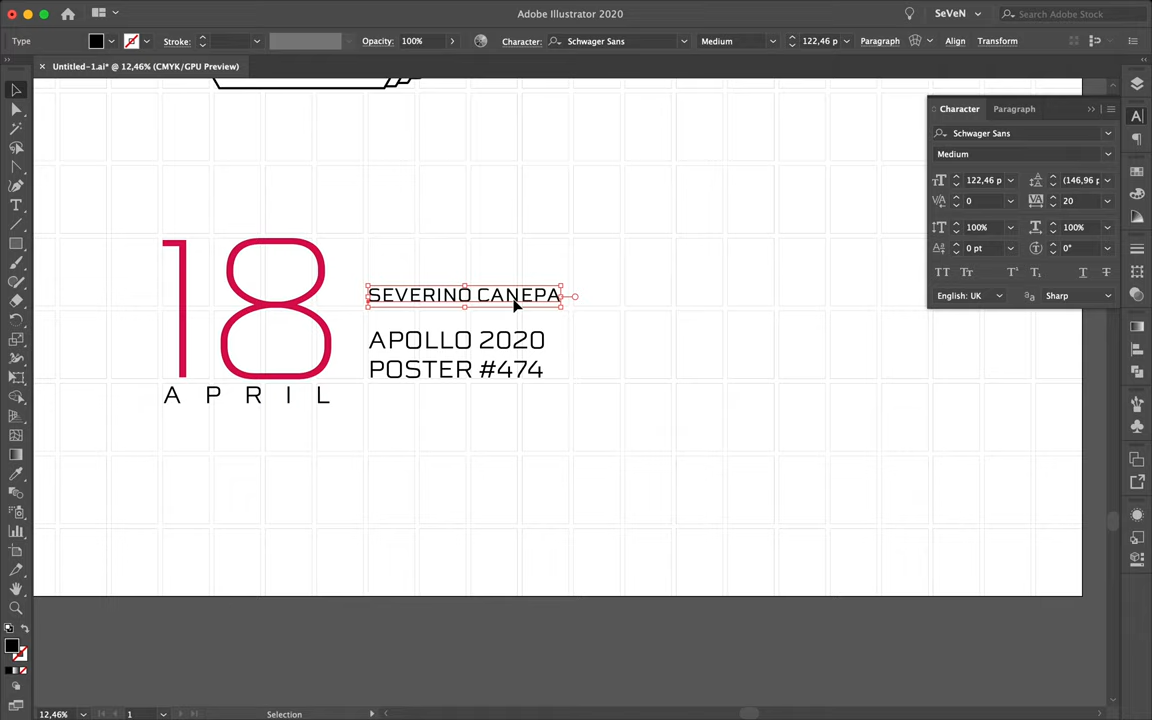 Adobe Illustrator 2020
SeVeN
Search Adobe Stock
Type
Stroke:
Opacity: 100%
Character: Schwager Sans
Medium
122,46 p
Paragraph
Align
Transform
× Untitled-1.ai* @ 12,46% (CMYK/GPU Preview)
Character
Paragraph
Schwager Sans
Medium
122,46 p
(146,96 p
0
20
100%
100%
0 pt
0°
English: UK
Sharp
18
APRIL
SEVERINO CANEPA
APOLLO 2020
POSTER #474
12,46%
1
Selection